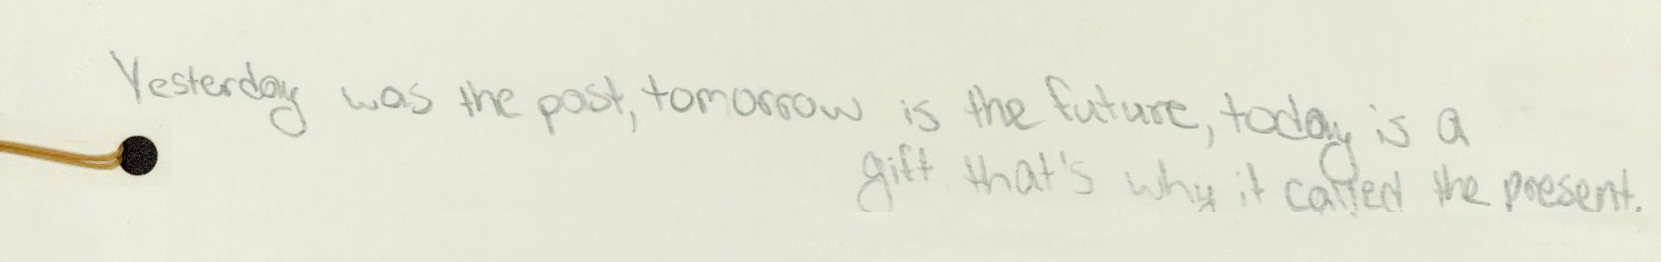 Yesterday was the past, tomorrow is the future, today is a
gift that's why it called the present.